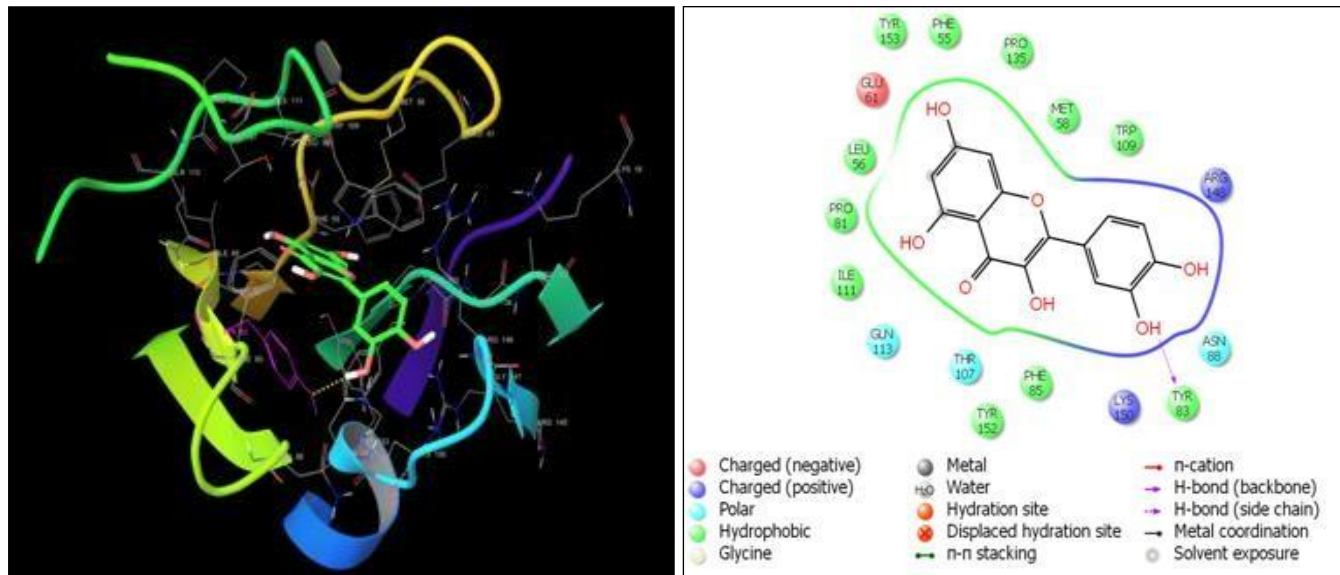 TYR
153
PHE
55
PRO
135
GLU
61
MET
58
TRP
109
LEU
56
ARG
148
PRO
81
ILE
111
GLN
113
THR
107
PHE
85
ASN
88
LYS
150
TYR
83
TYR
152
HO
O
OH
O
OH
OH
OH
Charged (negative)
Charged (positive)
Polar
Hydrophobic
Glycine
Metal
H₂O Water
Hydration site
Displaced hydration site
π-π stacking
π-cation
H-bond (backbone)
H-bond (side chain)
Metal coordination
Solvent exposure